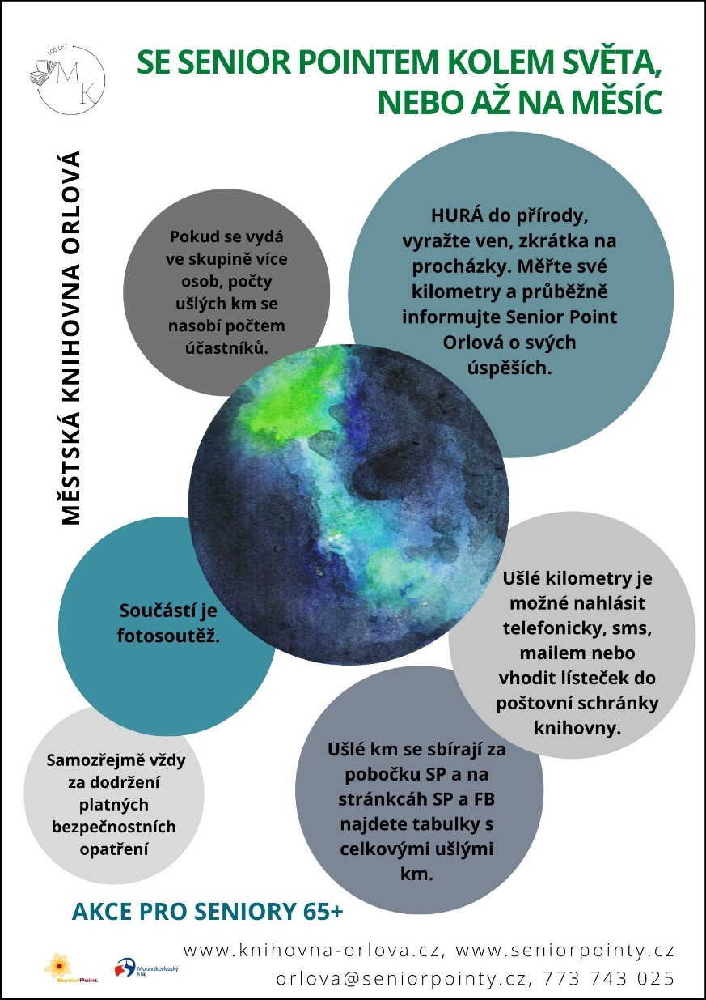 100 LET
MK
SE SENIOR POINTEM KOLEM SVĚTA,
NEBO AŽ NA MĚSÍC
MĚSTSKÁ KNIHOVNA ORLOVÁ
Pokud se vydá
ve skupině více
osob, počty
ušlých km se
nasobí počtem
účastníků.
HURÁ do přírody,
vyražte ven, zkrátka na
procházky. Měřte své
kilometry a průběžně
informujte Senior Point
Orlová o svých
úspěších.
Součástí je
fotosoutěž.
Ušlé kilometry je
možné nahlásit
telefonicky, sms,
mailem nebo
vhodit lísteček do
poštovní schránky
knihovny.
Samozřejmě vždy
za dodržení
platných
bezpečnostních
opatření
Ušlé km se sbírají za
pobočku SP a na
stránkcáh SP a FB
najdete tabulky s
celkovými ušlými
km.
AKCE PRO SENIORY 65+
www.knihovna-orlova.cz, www.seniorpointy.cz
orlova@seniorpointy.cz, 773 743 025
SeniorPoint
Moravskoslezský
kraj